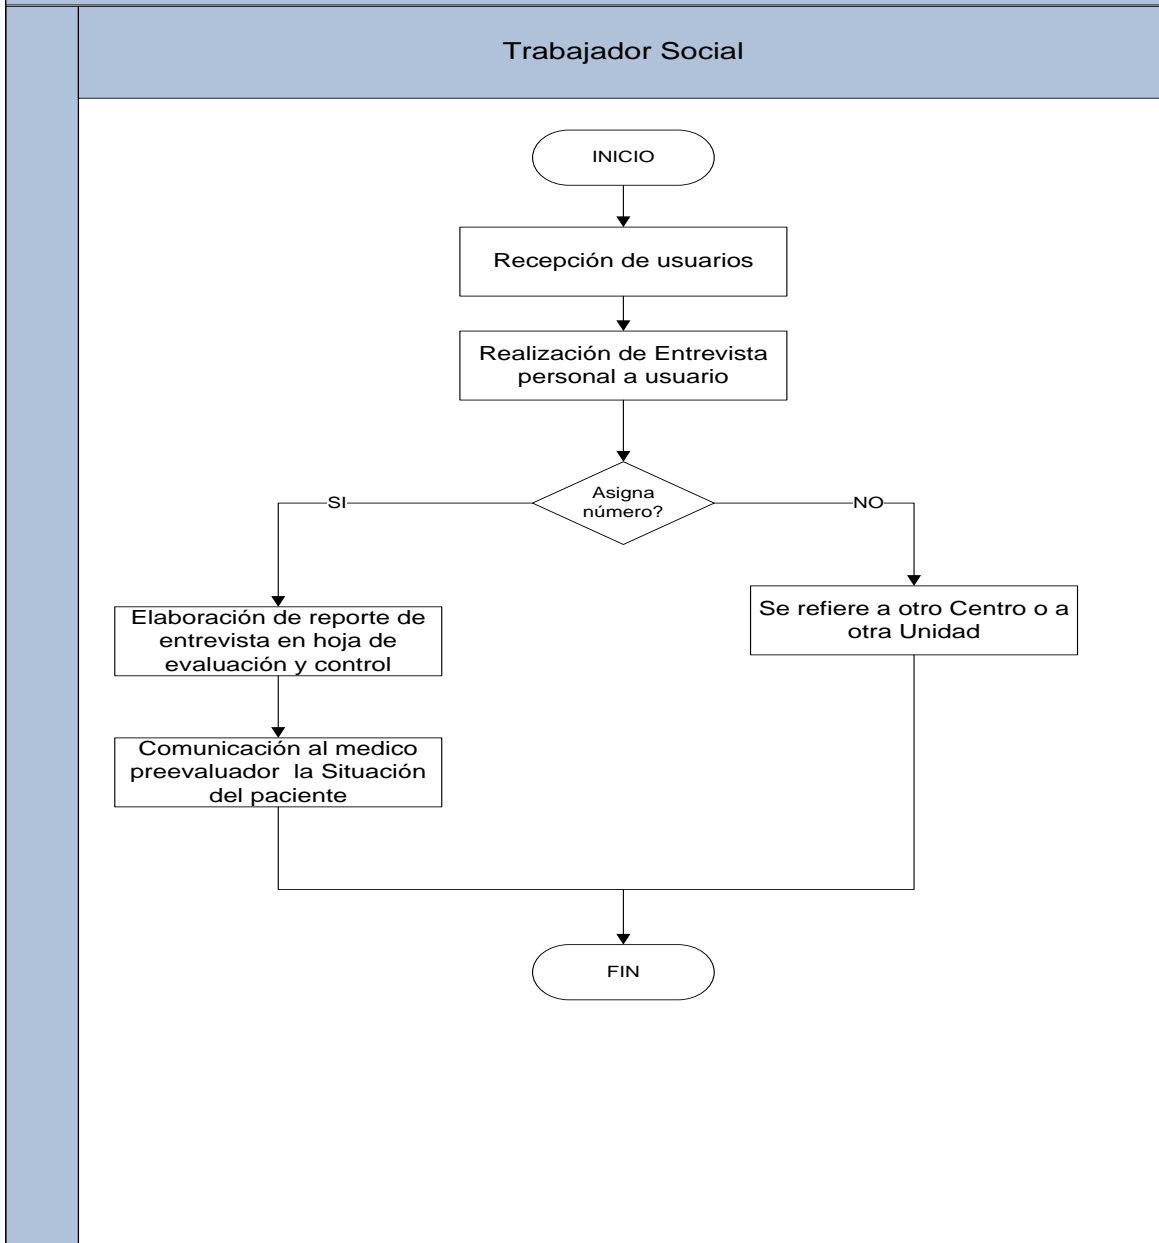 Trabajador Social
INICIO
Recepción de usuarios
Realización de Entrevista
personal a usuario
Asigna
número?
SI
NO
Elaboración de reporte de
entrevista en hoja de
evaluación y control
Se refiere a otro Centro o a
otra Unidad
Comunicación al medico
preevaluador  la Situación
del paciente
FIN